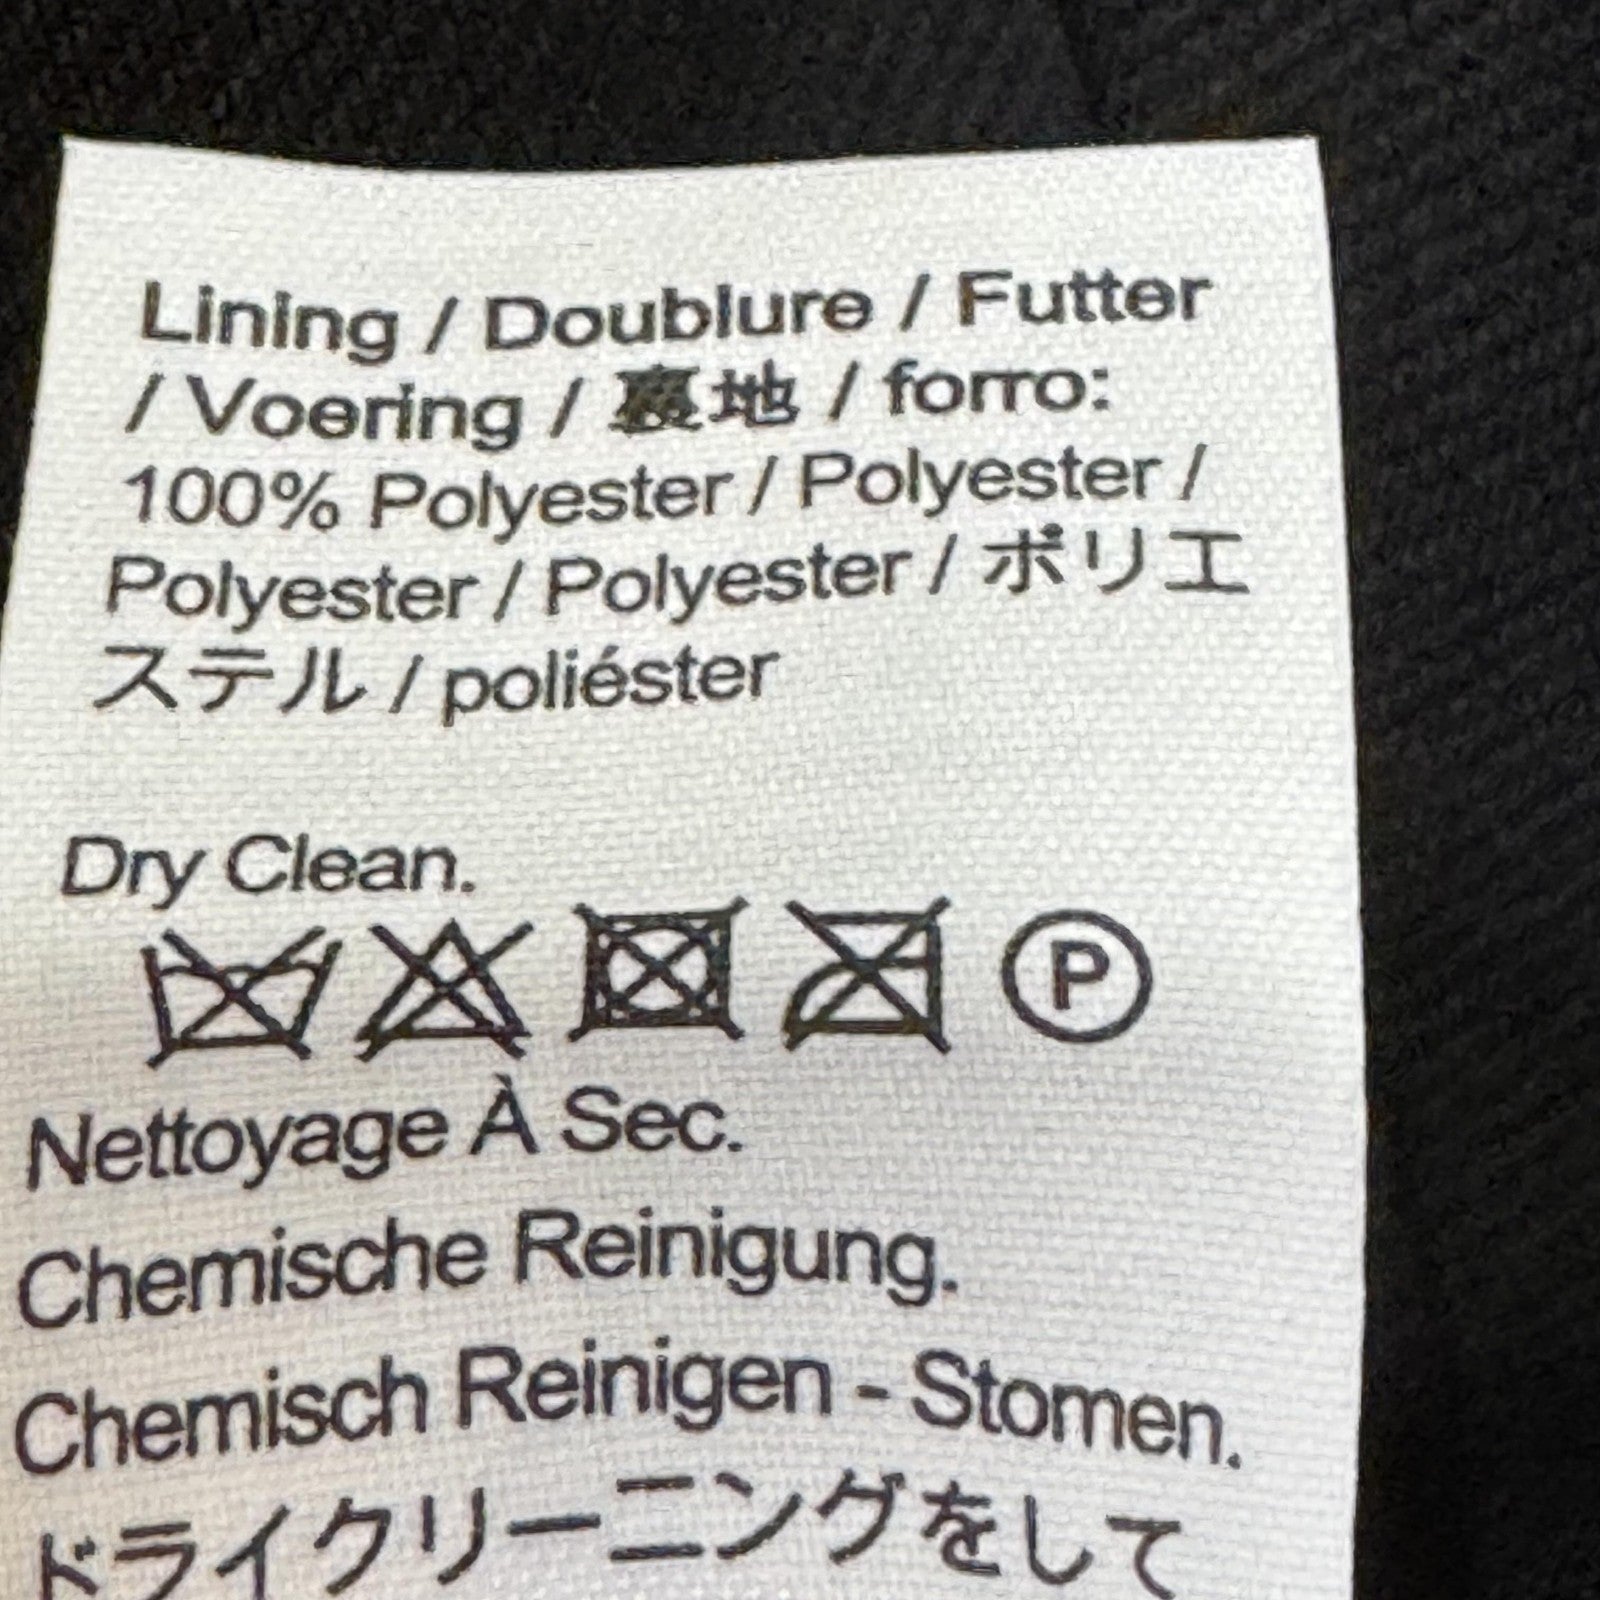 Lining / Doublure / Futter
/ Voering / 裏地 / forro:
100% Polyester / Polyester /
Polyester / Polyester / ポリエ
ステル / poliéster
Dry Clean.
P
Nettoyage À Sec.
Chemische Reinigung.
Chemisch Reinigen - Stomen.
ドライクリーニングをして